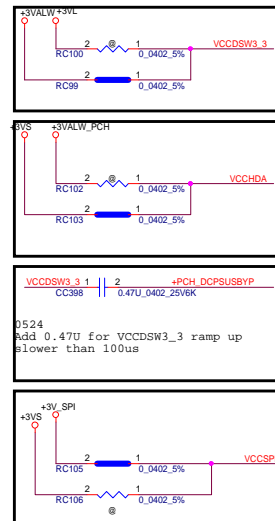 +3VALW +3VL
2 @ 1 VCCDSW3_3
RC100 0_0402_5%
2 1
RC99 0_0402_5%
+3VS +3VALW_PCH
2 @ 1 VCCHDA
RC102 0_0402_5%
2 1
RC103 0_0402_5%
VCCDSW3_3 1 2 +PCH_DCPSUSBYP
CC398 0.47U_0402_25V6K
0524
Add 0.47U for VCCDSW3_3 ramp up
slower than 100us
+3V_SPI
+3VS
2 1 VCCSP
RC105 0_0402_5%
2 1
RC106 0_0402_5%
@